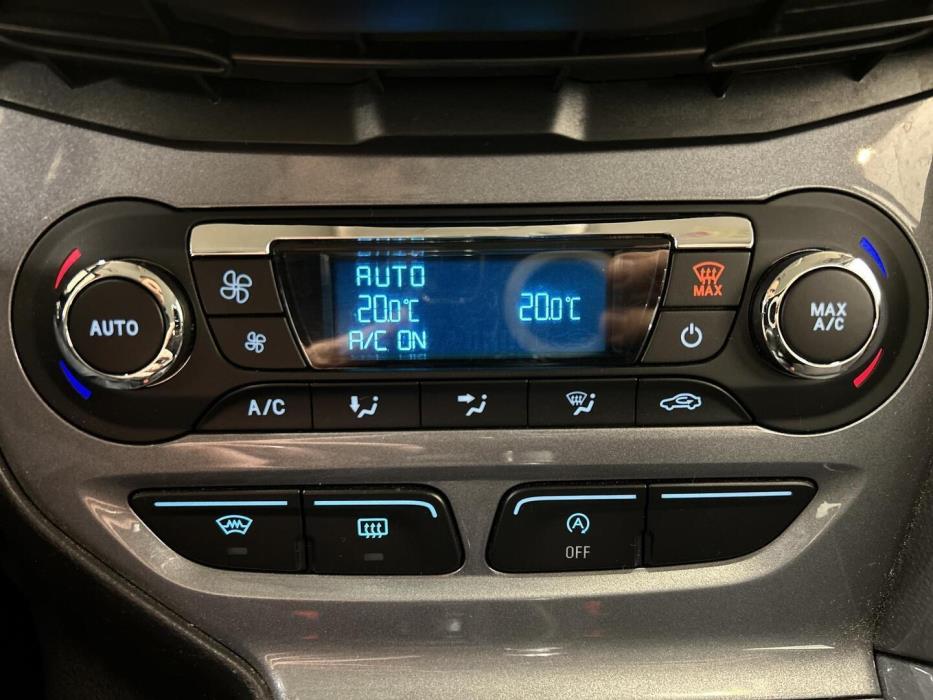 AUTO
20.0°C
20.0°C
A/C ON
AUTO
MAX
MAX
A/C
A/C
A
OFF